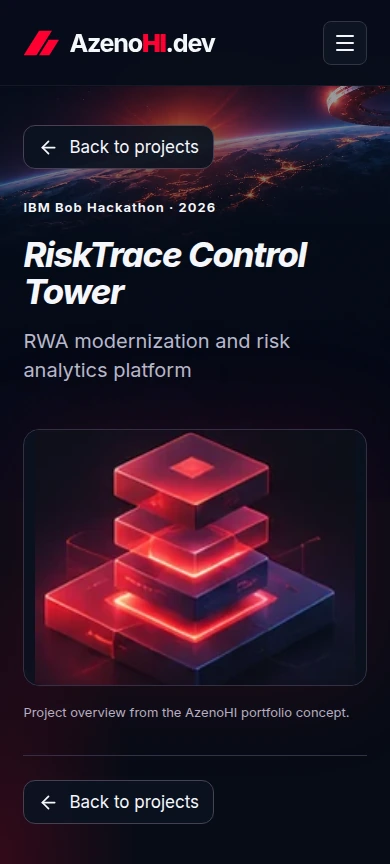 AzenoHI.dev
← Back to projects
IBM Bob Hackathon · 2026
RiskTrace Control
Tower
RWA modernization and risk
analytics platform
Project overview from the AzenoHI portfolio concept.
← Back to projects